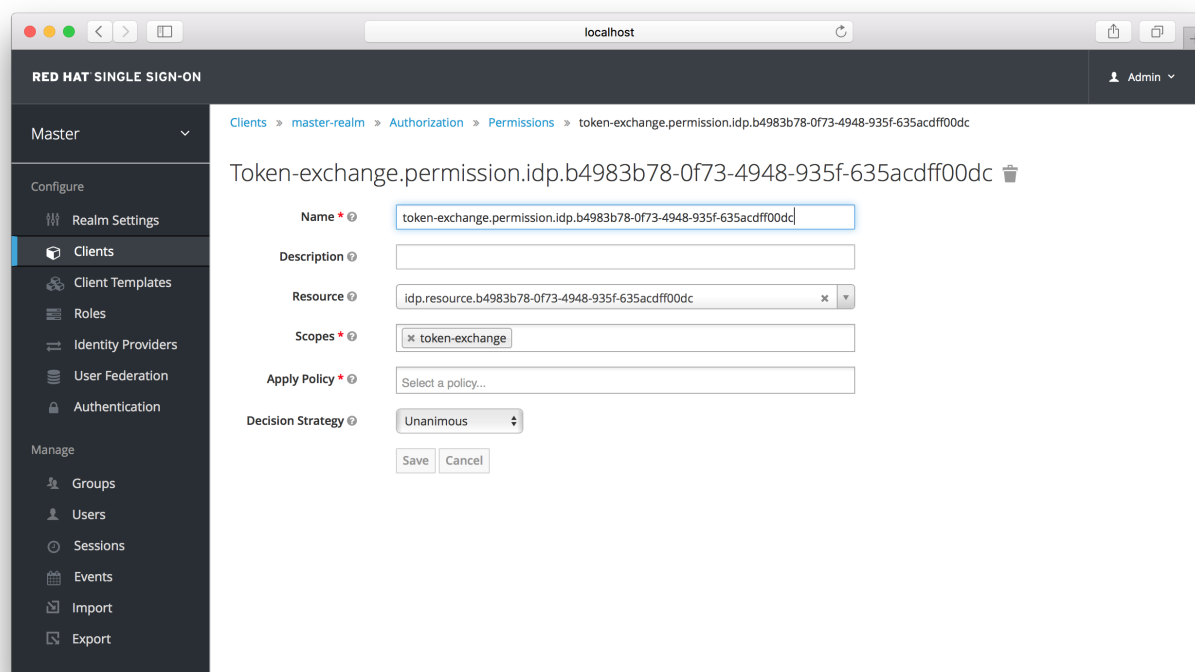 localhost
RED HAT SINGLE SIGN-ON
Admin
Master
Clients » master-realm » Authorization » Permissions » token-exchange.permission.idp.b4983b78-0f73-4948-935f-635acdff00dc
Token-exchange.permission.idp.b4983b78-0f73-4948-935f-635acdff00dc
Configure
Realm Settings
Clients
Client Templates
Roles
Identity Providers
User Federation
Authentication
Manage
Groups
Users
Sessions
Events
Import
Export
Name * token-exchange.permission.idp.b4983b78-0f73-4948-935f-635acdff00dc
Description
Resource idp.resource.b4983b78-0f73-4948-935f-635acdff00dc
Scopes * × token-exchange
Apply Policy * Select a policy...
Decision Strategy Unanimous
Save Cancel